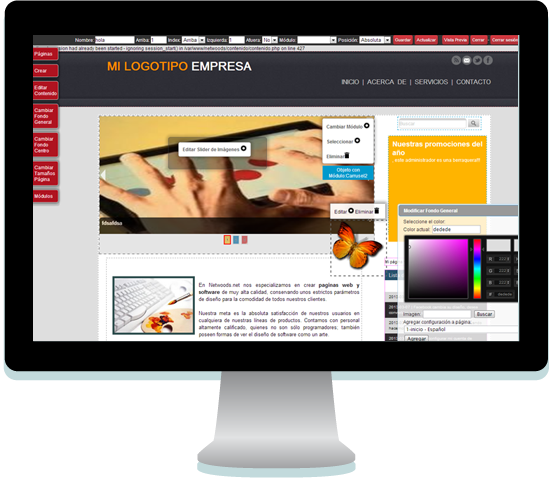 Nombre: hola Arriba: 1 Index: Arriba Izquierda: 1 Altura: No Módulo: Posición: Absoluta Guardar Actualizar Vista Previa Cerrar Cerrar sesión
sion had already been started - ignoring session_start() in /var/www/netwoods/contenido/contenido.php on line 427
Páginas
Crear
Editar
Contenido
Cambiar
Fondo
General
Cambiar
Fondo
Centro
Cambiar
Tamaños
Página
Módulos
MI LOGOTIPO EMPRESA
INICIO | ACERCA DE | SERVICIOS | CONTACTO
Editar Slider de Imágenes
Cambiar Módulo
Seleccionar
Eliminar
Objeto con
Módulo Carrusel2
Buscar
Nuestras promociones del
año
Editar Eliminar
Modificar Fondo General
Seleccione el color:
Color actual: dedede
Imagen: Buscar
Agregar configuración a página:
1-inicio - Español
Agregar
En Netwoods.net nos especializamos en crear paginas web y
software de muy alta calidad, conservando unos estrictos parámetros
de diseño para la comodidad de todos nuestros clientes.
Nuestra meta es la absoluta satisfacción de nuestros usuarios en
cualquiera de nuestras líneas de productos. Contamos con personal
altamente calificado, quienes no son sólo programadores; también
poseen formas de ver el diseño de software como un arte.